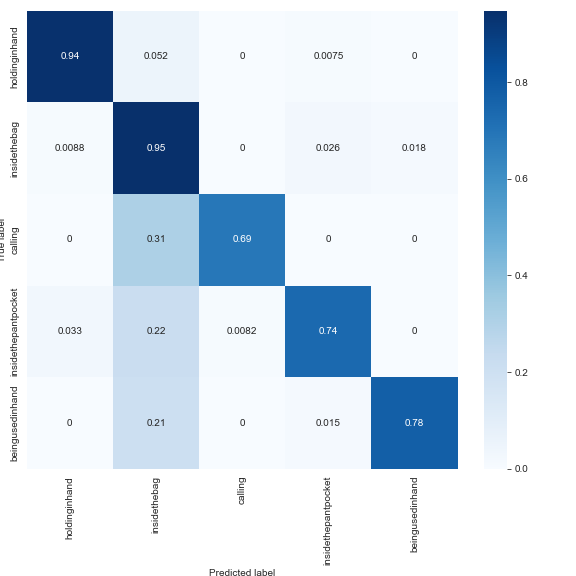 holdinginhand 0.94 0.052 0 0.0075 0
insidethebag 0.0088 0.95 0 0.026 0.018
True label
calling 0 0.31 0.69 0 0
insidethepantpocket 0.033 0.22 0.0082 0.74 0
beingusedinhand 0 0.21 0 0.015 0.78
holdinginhand insidethebag calling insidethepantpocket beingusedinhand
Predicted label
0.8
0.6
0.4
0.2
0.0